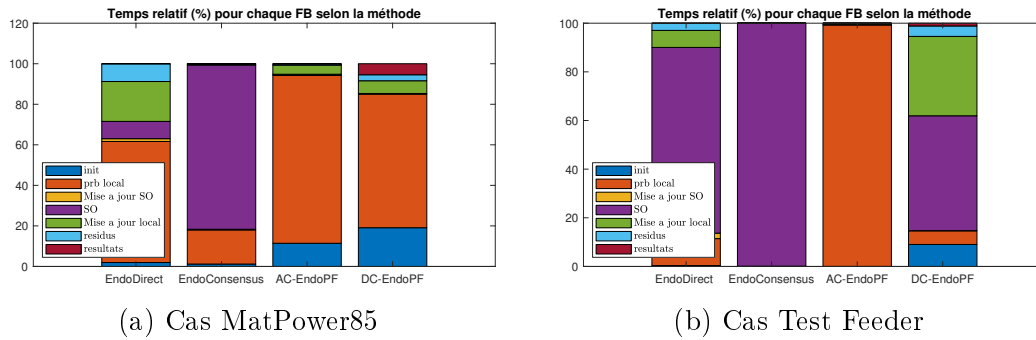 Temps relatif (%) pour chaque FB selon la méthode
120
100
80
60
40
20
0
init
prb local
Mise a jour SO
SO
Mise a jour local
residus
resultats
EndoDirect EndoConsensus AC-EndoPF DC-EndoPF
(a) Cas MatPower85
Temps relatif (%) pour chaque FB selon la méthode
100
80
60
40
20
0
init
prb local
Mise a jour SO
SO
Mise a jour local
residus
resultats
EndoDirect EndoConsensus AC-EndoPF DC-EndoPF
(b) Cas Test Feeder